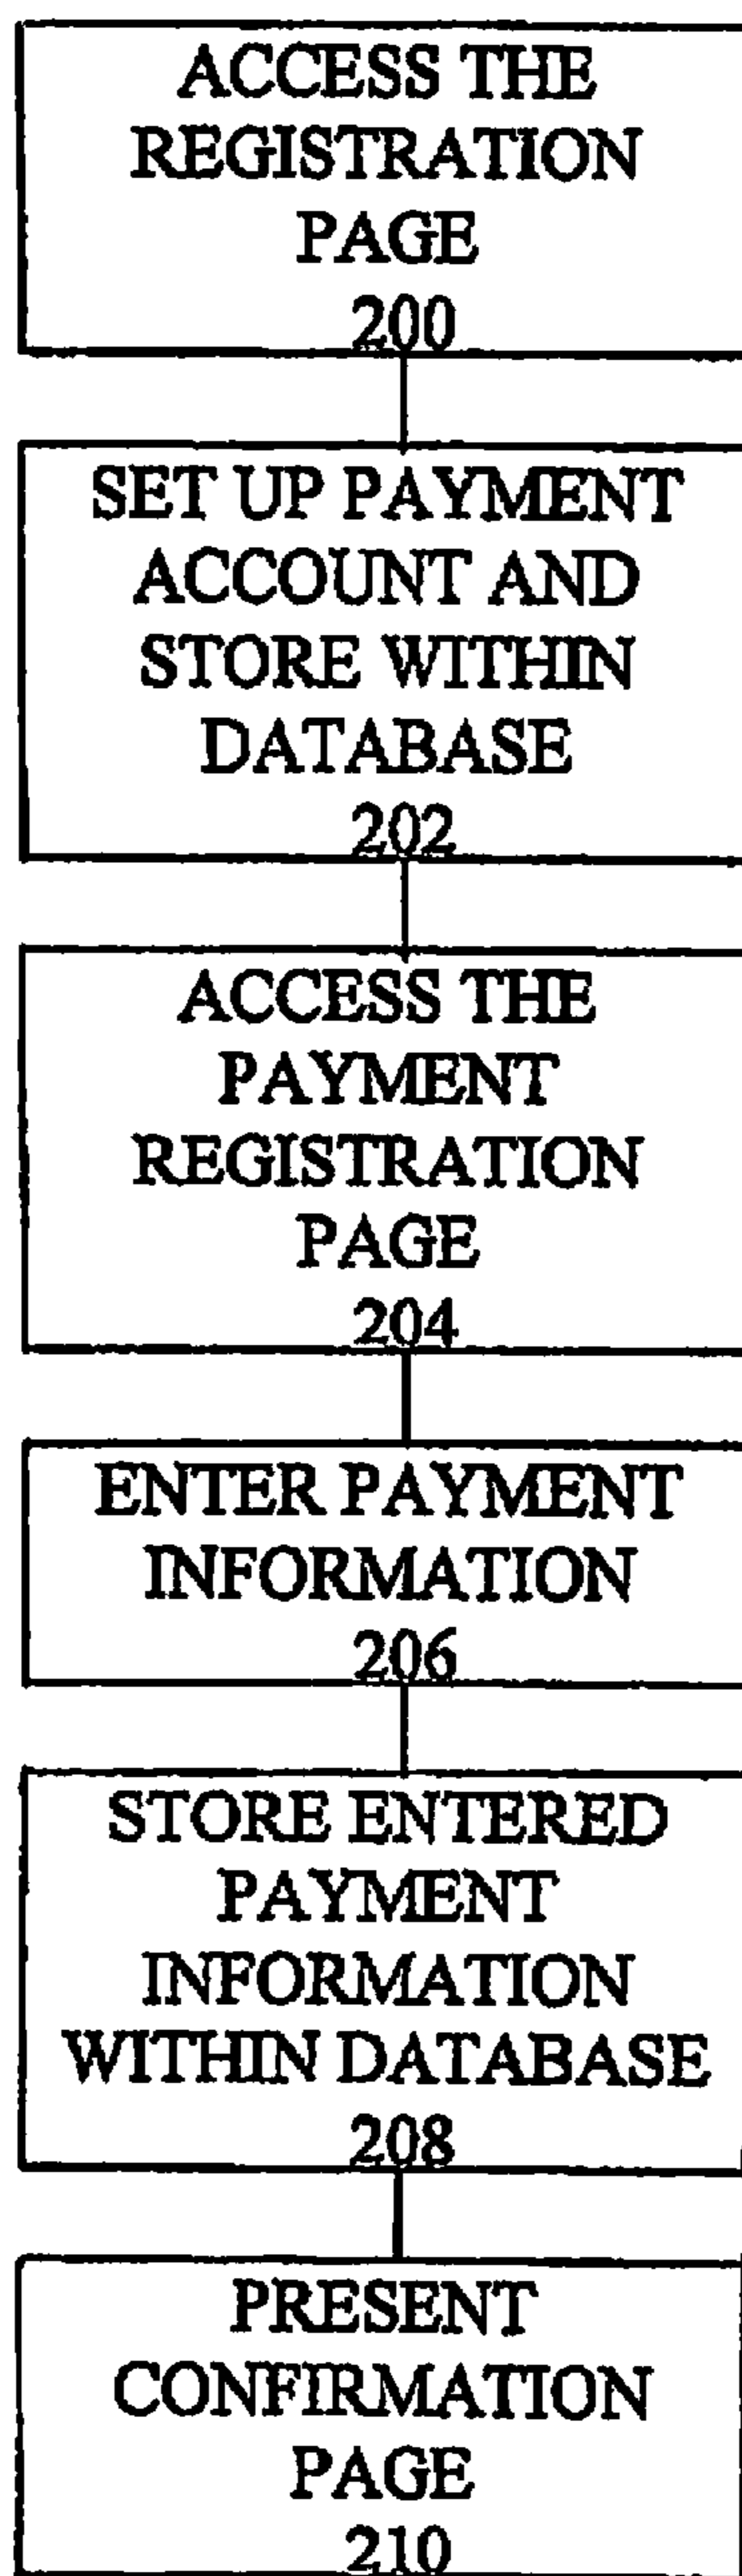 ACCESS THE
REGISTRATION
PAGE
200
SET UP PAYMENT
ACCOUNT AND
STORE WITHIN
DATABASE
202
ACCESS THE
PAYMENT
REGISTRATION
PAGE
204
ENTER PAYMENT
INFORMATION
206
STORE ENTERED
PAYMENT
INFORMATION
WITHIN DATABASE
208
PRESENT
CONFIRMATION
PAGE
210